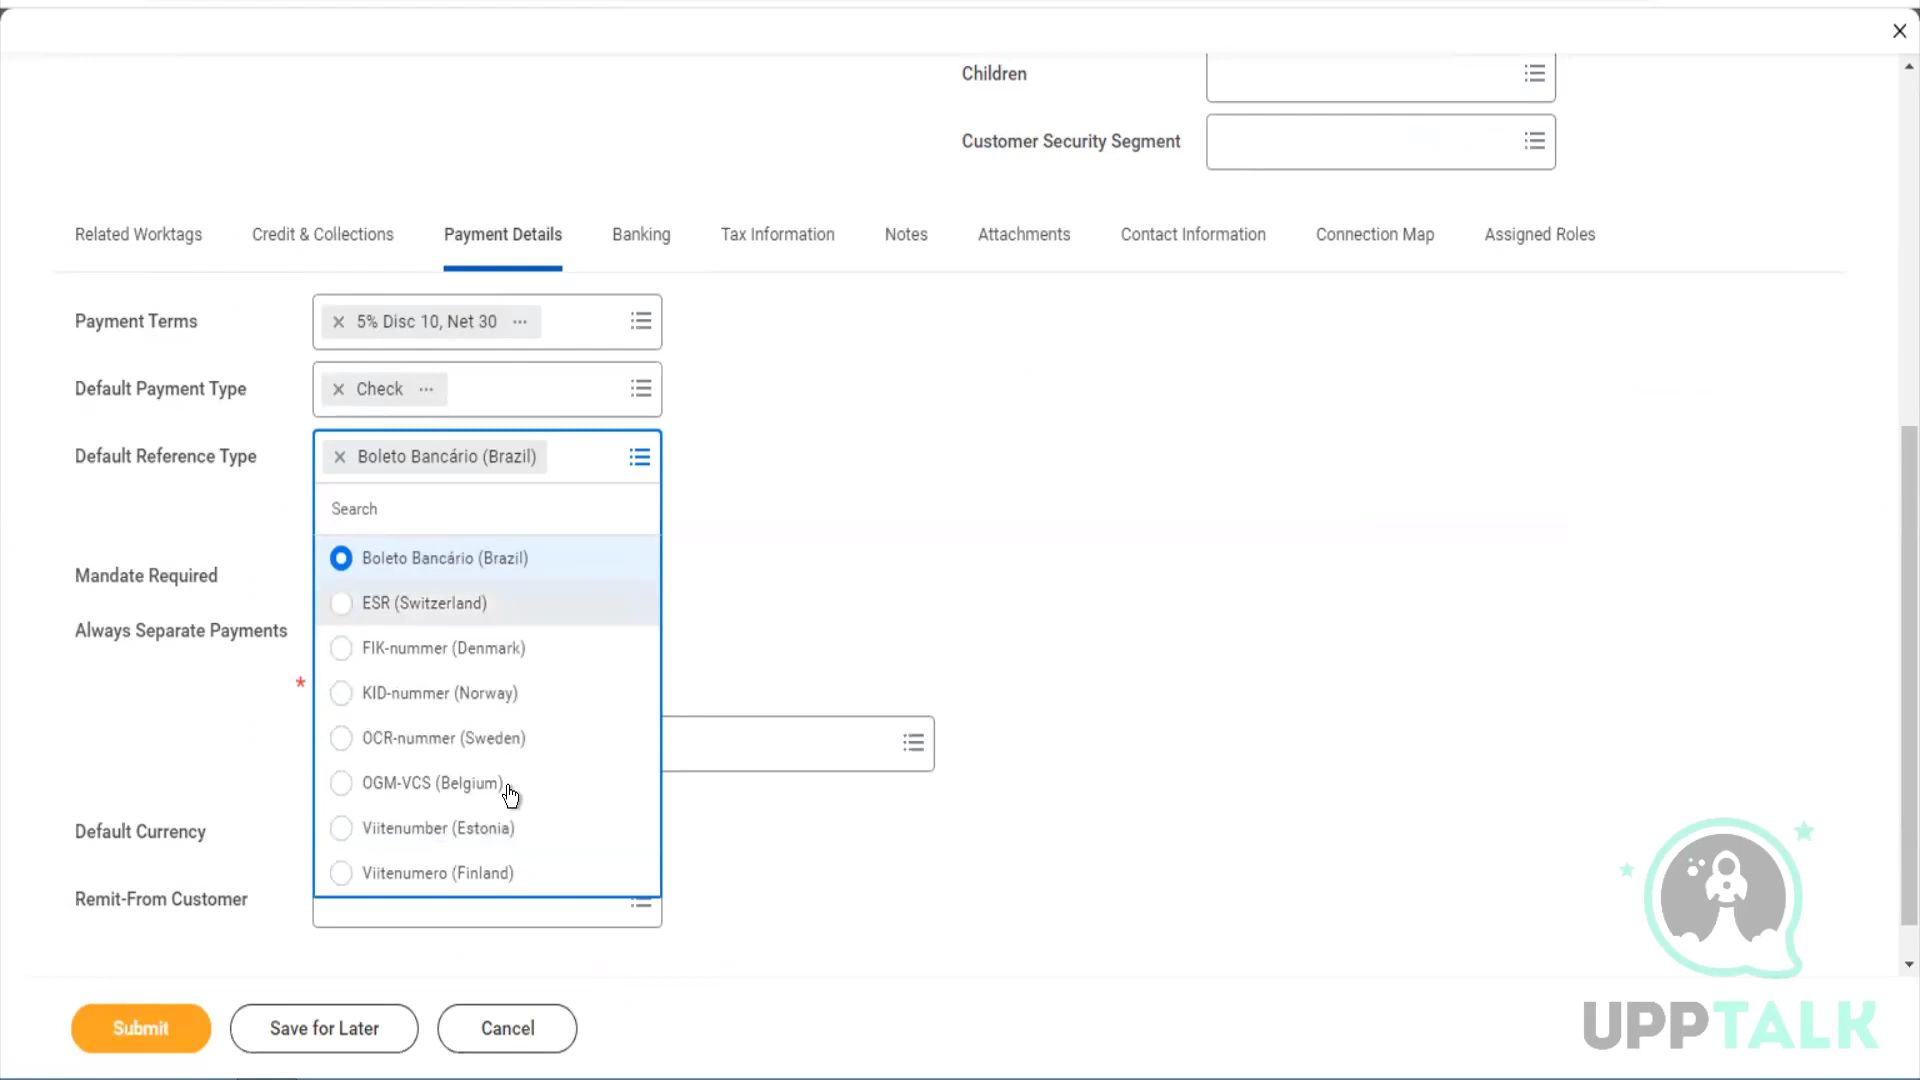 Children
Customer Security Segment
Related Worktags Credit & Collections Payment Details Banking Tax Information Notes Attachments Contact Information Connection Map Assigned Roles
Payment Terms
5% Disc 10, Net 30
Default Payment Type
Check
Default Reference Type
Boleto Bancário (Brazil)
Search
Boleto Bancário (Brazil)
ESR (Switzerland)
FIK-nummer (Denmark)
KID-nummer (Norway)
OCR-nummer (Sweden)
OGM-VCS (Belgium)
Viitenumber (Estonia)
Viitenumero (Finland)
Mandate Required
Always Separate Payments
*
Default Currency
Remit-From Customer
Submit
Save for Later
Cancel
UPPTALK